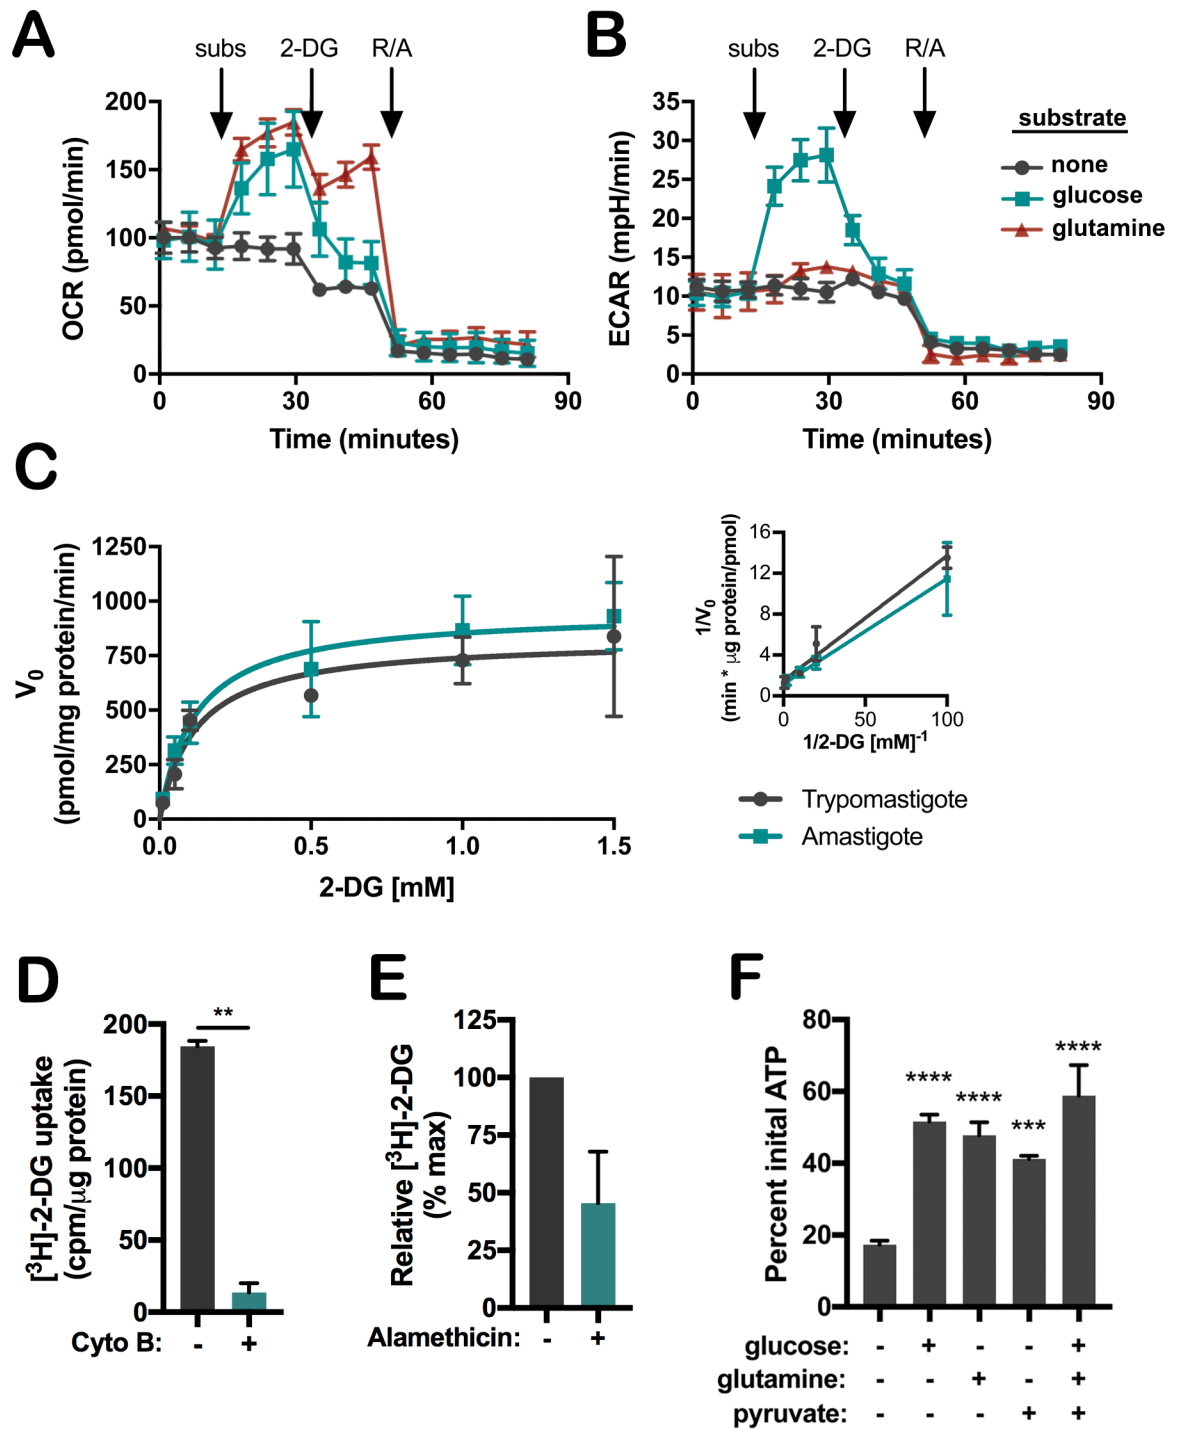 A
subs 2-DG R/A
200
150
100
50
0
OCR (pmol/min)
0 30 60 90
Time (minutes)
B
subs 2-DG R/A
35
30
25
20
15
10
5
0
ECAR (mpH/min)
0 30 60 90
Time (minutes)
substrate
none
glucose
glutamine
C
1250
1000
750
500
250
0
V0
(pmol/mg protein/min)
0.0 0.5 1.0 1.5
2-DG [mM]
16
12
8
4
0
1/V0
(min * μg protein/pmol)
0 50 100
1/2-DG [mM]-1
Trypomastigote
Amastigote
D
**
200
150
100
50
0
[3H]-2-DG uptake
(cpm/μg protein)
Cyto B: - +
E
125
100
75
50
25
0
Relative [3H]-2-DG
(% max)
Alamethicin: - +
F
80
60
40
20
0
Percent inital ATP
**** **** *** ****
glucose: - + - - +
glutamine: - - + - +
pyruvate: - - - + +